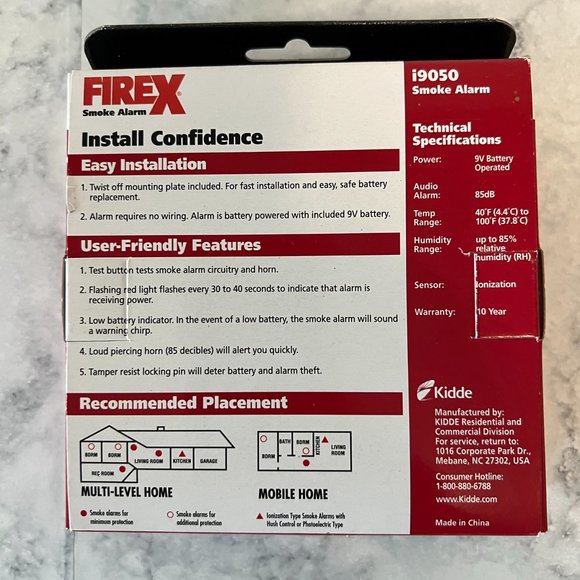 FIREX®
Smoke Alarm
Install Confidence
Easy Installation
1. Twist off mounting plate included. For fast installation and easy, safe battery
replacement.
2. Alarm requires no wiring. Alarm is battery powered with included 9V battery.
User-Friendly Features
1. Test button tests smoke alarm circuitry and horn.
2. Flashing red light flashes every 30 to 40 seconds to indicate that alarm is
receiving power.
3. Low battery indicator. In the event of a low battery, the smoke alarm will sound
a warning chirp.
4. Loud piercing horn (85 decibles) will alert you quickly.
5. Tamper resist locking pin will deter battery and alarm theft.
Recommended Placement
BDRM
BDRM
BDRM
LIVING ROOM
KITCHEN
GARAGE
REC ROOM
MULTI-LEVEL HOME
BDRM
BATH
BDRM
KITCHEN
LIVING
ROOM
MOBILE HOME
Smoke alarms for
minimum protection
Smoke alarms for
additional protection
Ionization Type Smoke Alarms with
Hush Control or Photoelectric Type
i9050
Smoke Alarm
Technical
Specifications
Power: 9V Battery
Operated
Audio
Alarm: 85dB
Temp 40°F (4.4°C) to
Range: 100°F (37.8°C)
Humidity up to 85%
Range: relative
humidity (RH)
Sensor: Ionization
Warranty: 10 Year
Kidde
Manufactured by:
KIDDE Residential and
Commercial Division
For service, return to:
1016 Corporate Park Dr.,
Mebane, NC 27302, USA
Consumer Hotline:
1-800-880-6788
www.Kidde.com
Made in China